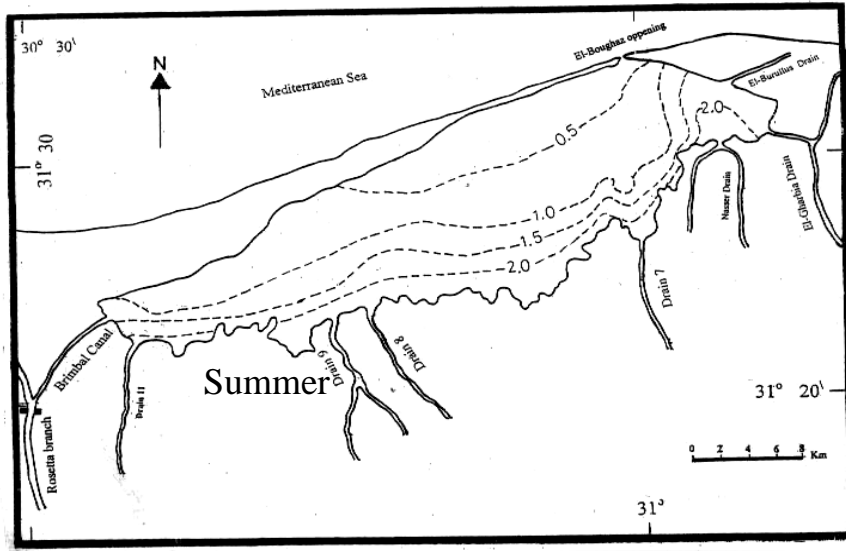 30° 30'
El-Boughaz oppening
N
Mediterranean Sea
El-Burullus Drain
2.0
0.5
31° 30
El-Gharbia Drain
Nasser Drain
1.0
1.5
2.0
Drain 7
Brimbal Canal
Drain 11
Drain 9
Drain 8
Summer
31° 20'
Rosetta branch
0 2 4 6 8
Km
31°